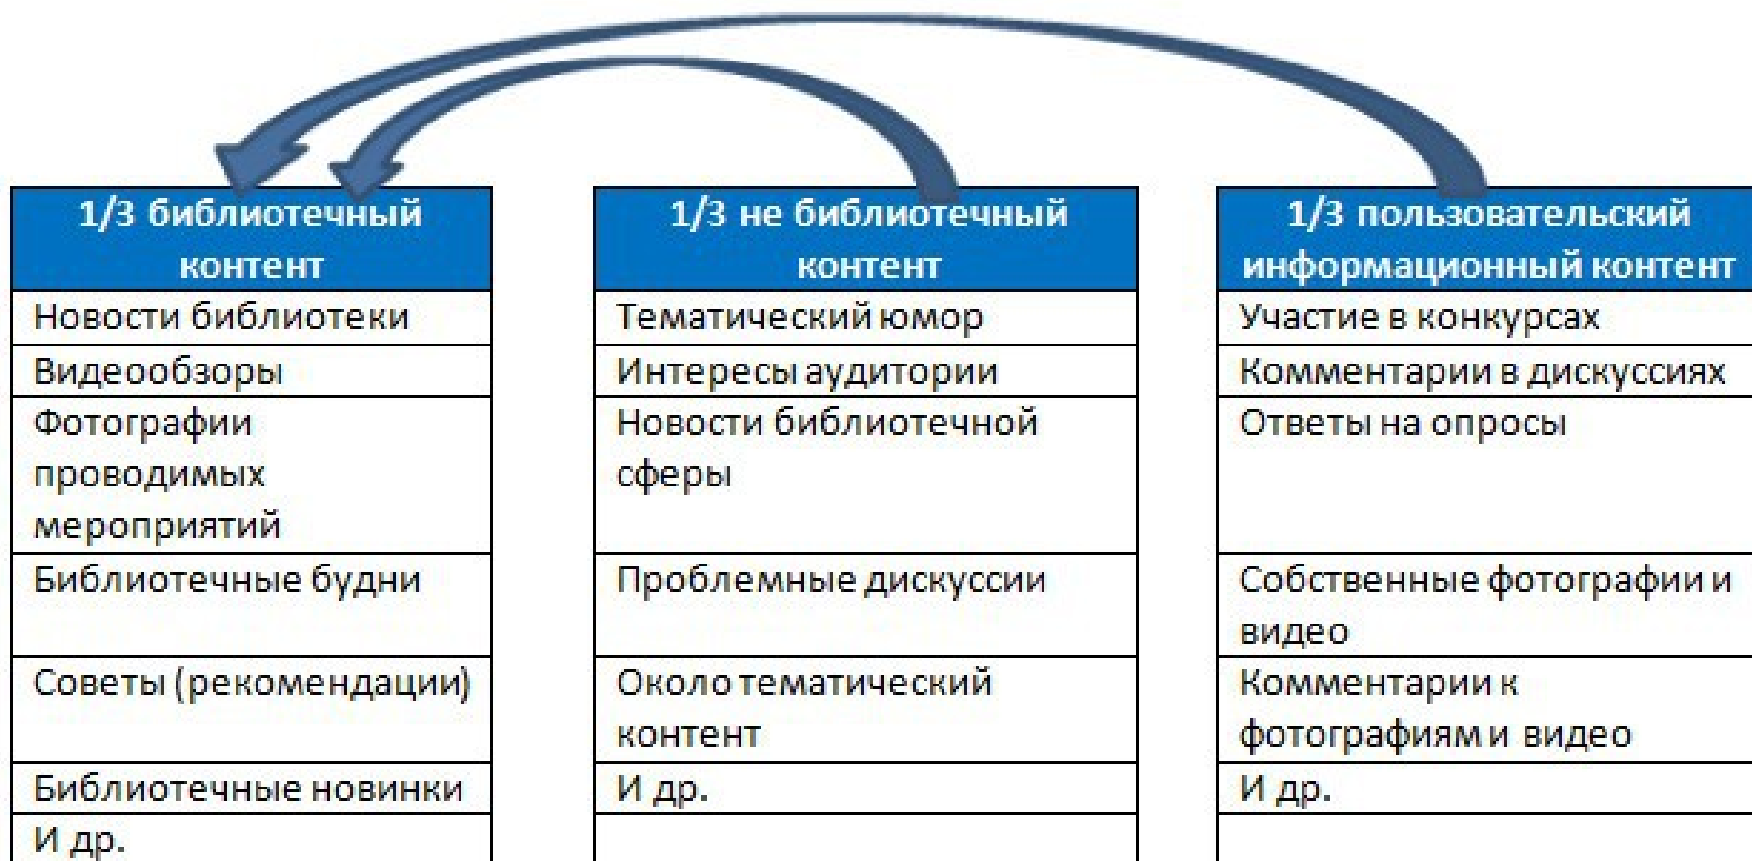 1/3 библиотечный
контент
Новости библиотеки
Видеообзоры
Фотографии
проводимых
мероприятий
Библиотечные будни
Советы (рекомендации)
Библиотечные новинки
И др.
1/3 не библиотечный
контент
Тематический юмор
Интересы аудитории
Новости библиотечной
сферы
Проблемные дискуссии
Около тематический
контент
И др.
1/3 пользовательский
информационный контент
Участие в конкурсах
Комментарии в дискуссиях
Ответы на опросы
Собственные фотографии и
видео
Комментарии к
фотографиям и видео
И др.